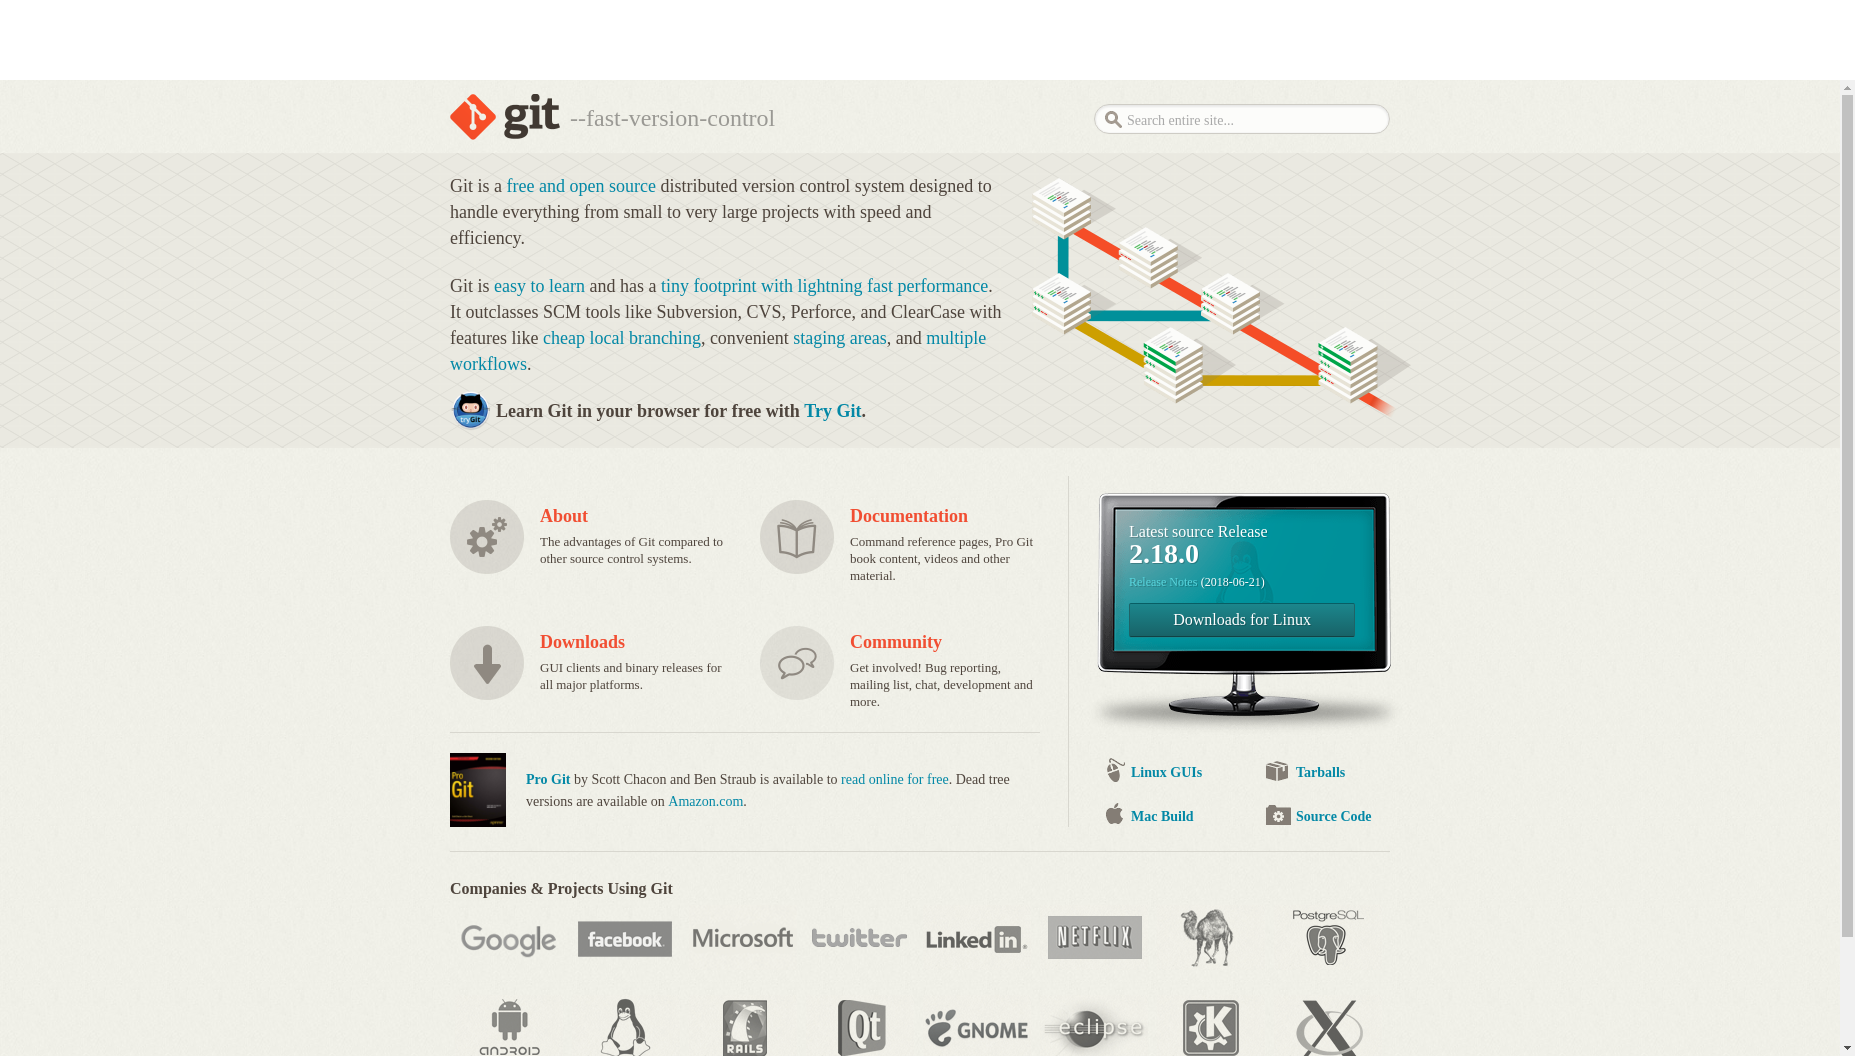 git --fast-version-control
Search entire site...
Git is a free and open source distributed version control system designed to
handle everything from small to very large projects with speed and
efficiency.
Git is easy to learn and has a tiny footprint with lightning fast performance.
It outclasses SCM tools like Subversion, CVS, Perforce, and ClearCase with
features like cheap local branching, convenient staging areas, and multiple
workflows.
try Git
Learn Git in your browser for free with Try Git.
About
The advantages of Git compared to
other source control systems.
Documentation
Command reference pages, Pro Git
book content, videos and other
material.
Downloads
GUI clients and binary releases for
all major platforms.
Community
Get involved! Bug reporting,
mailing list, chat, development and
more.
Latest source Release
2.18.0
Release Notes (2018-06-21)
Downloads for Linux
Pro
Git
Pro Git by Scott Chacon and Ben Straub is available to read online for free. Dead tree
versions are available on Amazon.com.
Linux GUIs
Tarballs
Mac Build
Source Code
Companies & Projects Using Git
Google
facebook
Microsoft
twitter
Linked in
NETFLIX
PostgreSQL
ANDROID
RAILS
Qt
GNOME
eclipse
K
X